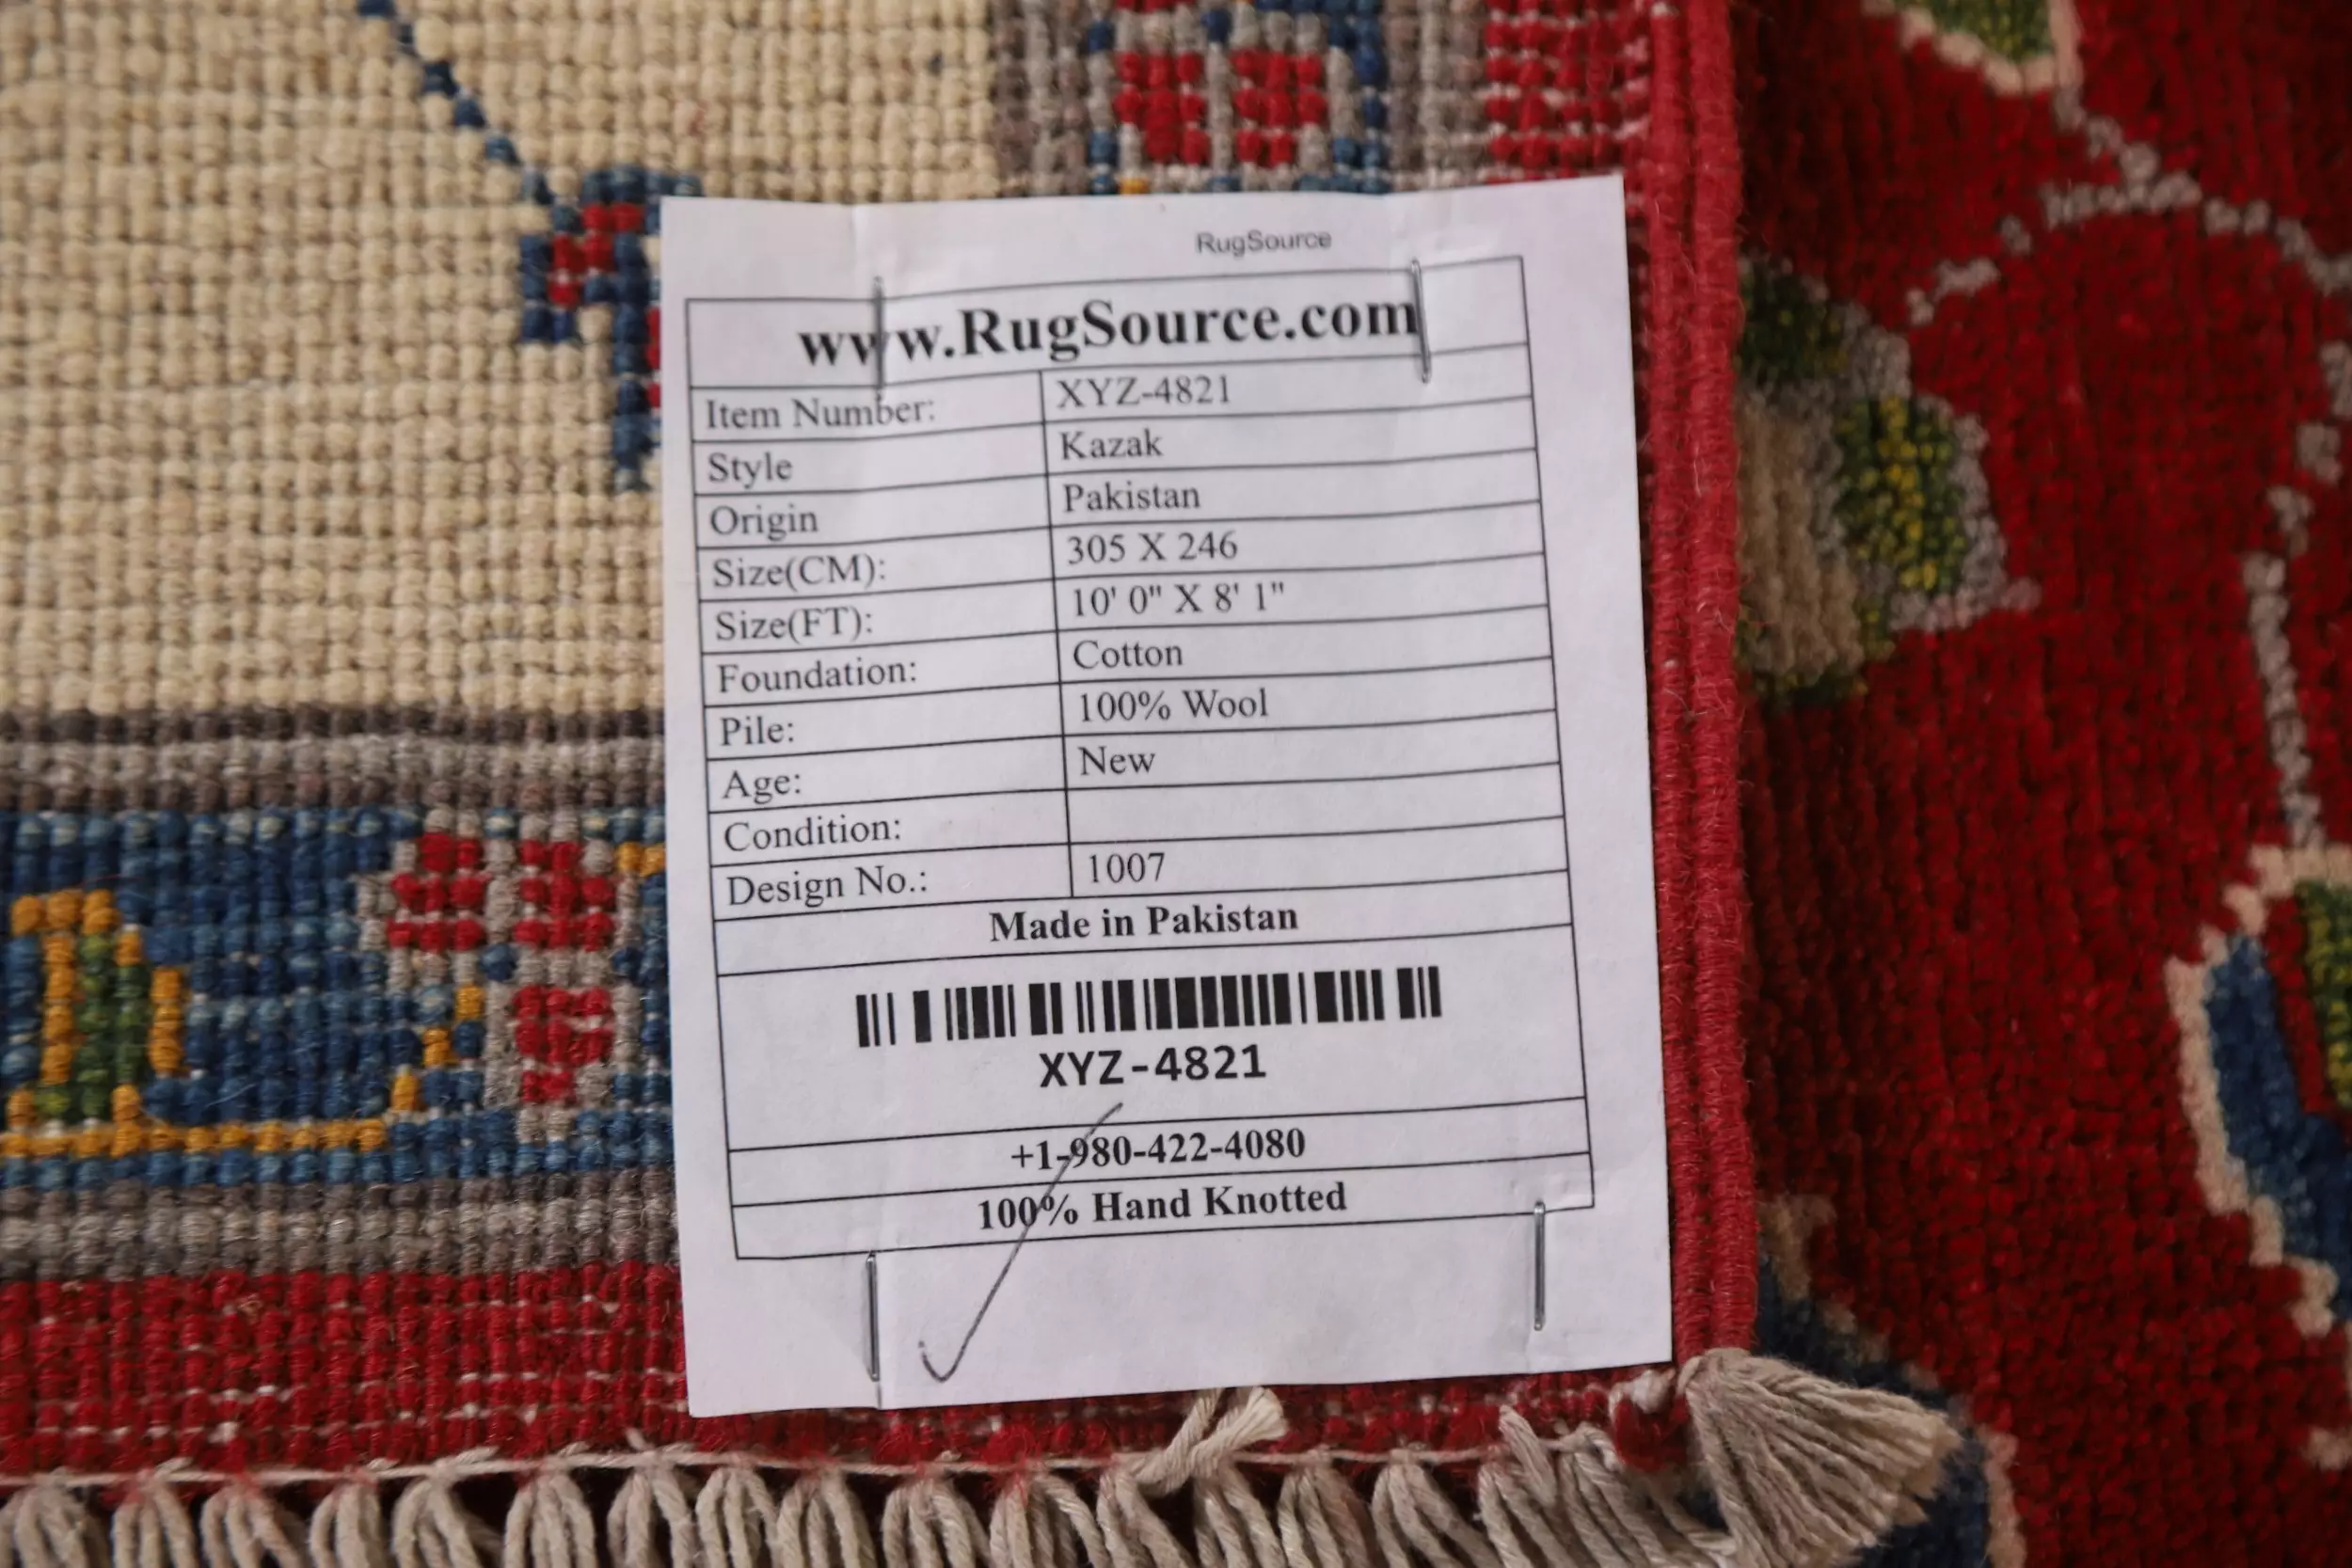 RugSource
www.RugSource.com
Item Number: XYZ-4821
Style Kazak
Origin Pakistan
Size(CM): 305 X 246
Size(FT): 10' 0" X 8' 1"
Foundation: Cotton
Pile: 100% Wool
Age: New
Condition:
Design No.: 1007
Made in Pakistan
XYZ-4821
+1-980-422-4080
100% Hand Knotted